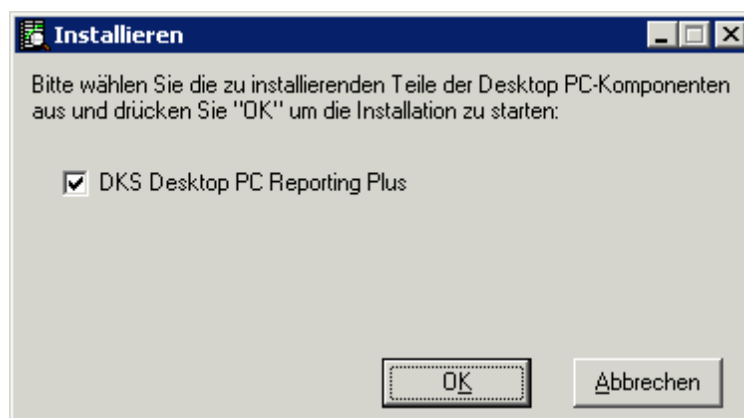 Installieren
Bitte wählen Sie die zu installierenden Teile der Desktop PC-Komponenten
aus und drücken Sie "OK" um die Installation zu starten:
DKS Desktop PC Reporting Plus
OK
Abbrechen